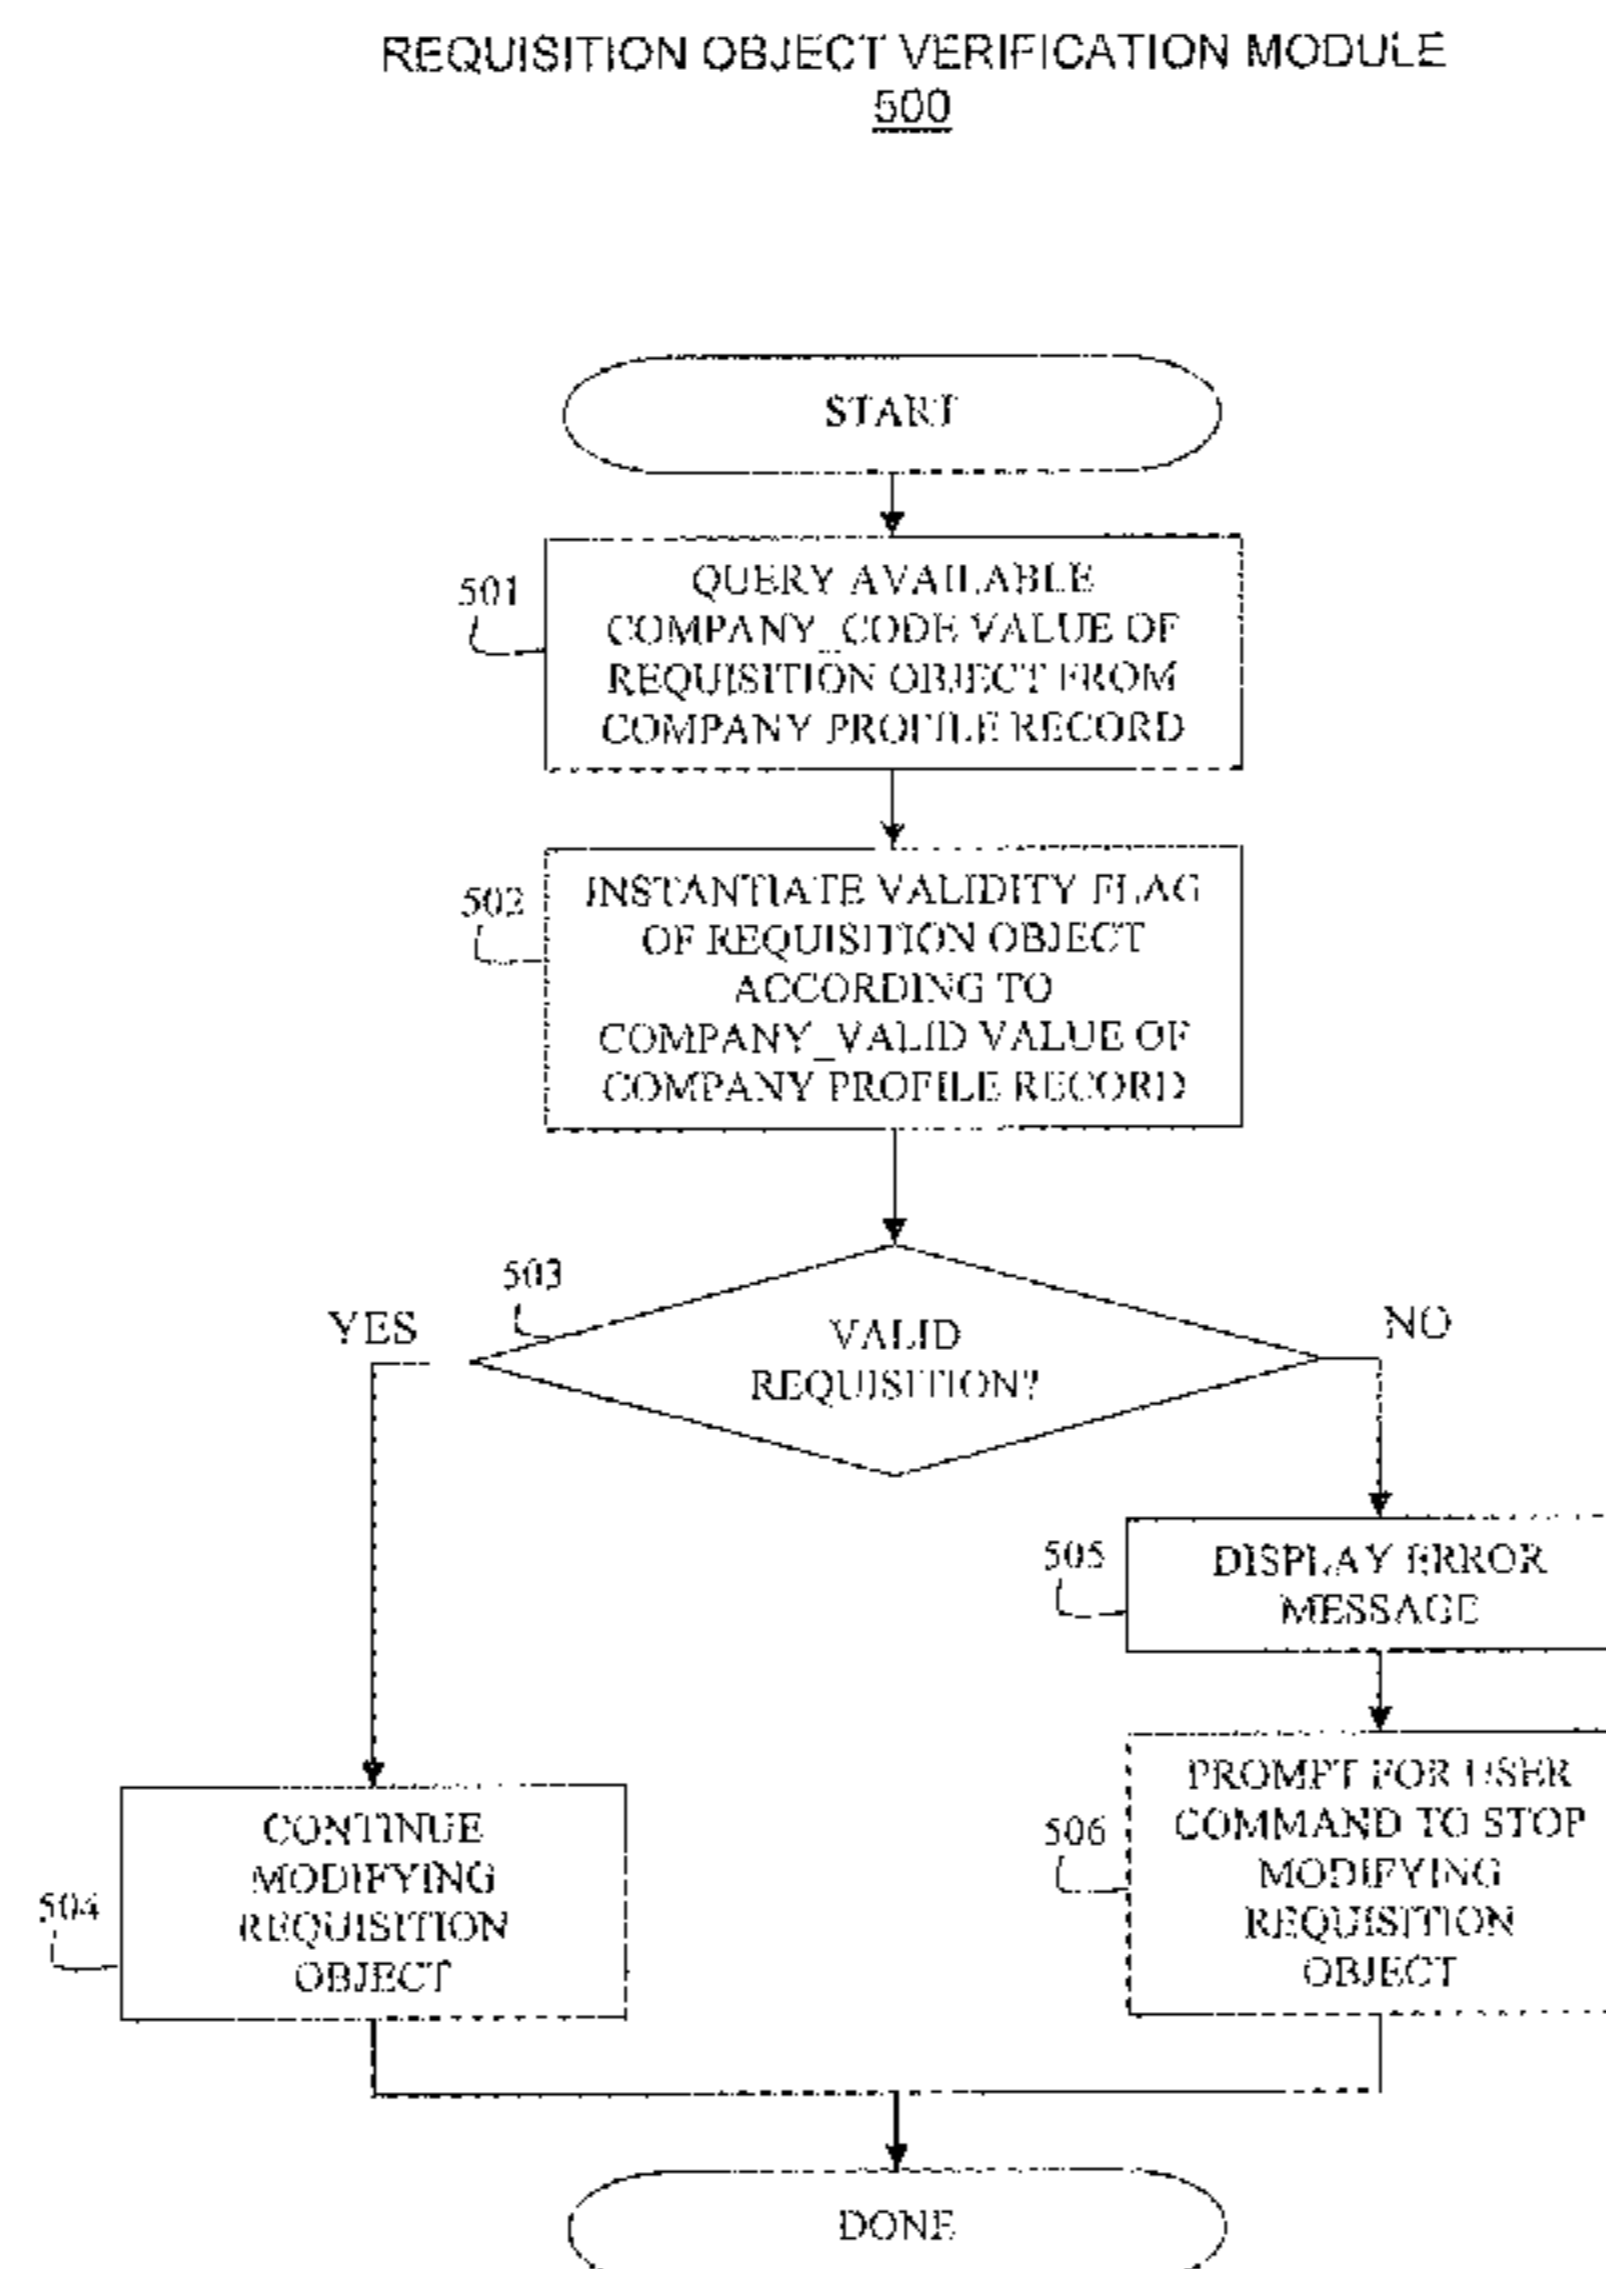 REQUISITION OBJECT VERIFICATION MODULE
500
START
501
QUERY AVAILABLE
COMPANY_CODE VALUE OF
REQUISITION OBJECT FROM
COMPANY PROFILE RECORD
502
INSTANTIATE VALIDITY FLAG
OF REQUISITION OBJECT
ACCORDING TO
COMPANY_VALID VALUE OF
COMPANY PROFILE RECORD
503
YES
VALID
REQUISITION?
NO
505
DISPLAY ERROR
MESSAGE
504
CONTINUE
MODIFYING
REQUISITION
OBJECT
506
PROMPT FOR USER
COMMAND TO STOP
MODIFYING
REQUISITION
OBJECT
DONE